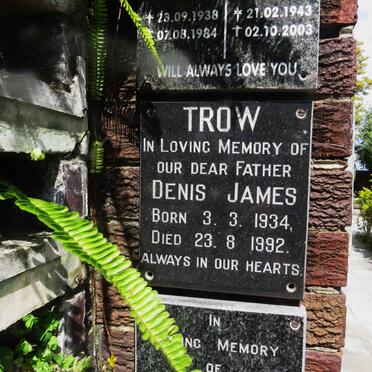 * 23.09.1938 † 21.02.1943
* 07.08.1984 † 02.10.2003
WILL ALWAYS LOVE YOU
TROW
IN LOVING MEMORY OF
OUR DEAR FATHER
DENIS JAMES
BORN 3. 3. 1934,
DIED 23. 8 1992.
ALWAYS IN OUR HEARTS.
IN
MEMORY
OF